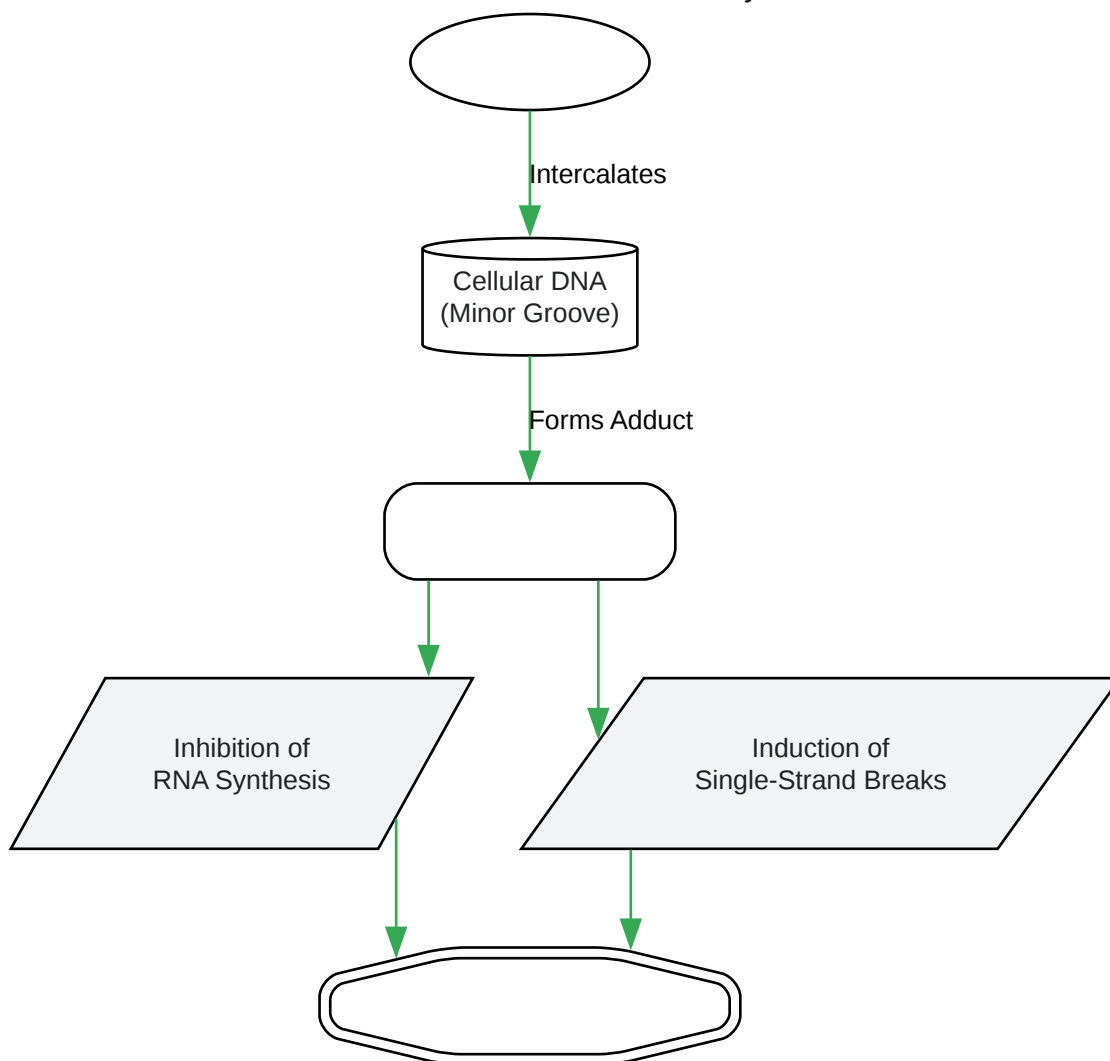 Intercalates
Cellular DNA
(Minor Groove)
Forms Adduct
Inhibition of
RNA Synthesis
Induction of
Single-Strand Breaks